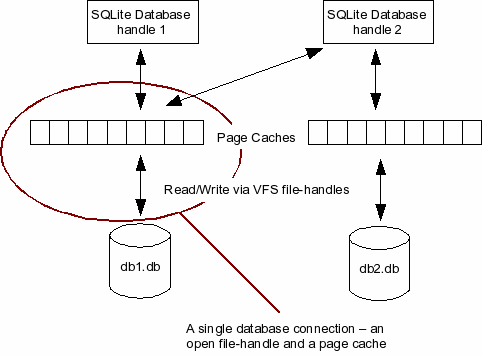 SQLite Database
handle 1
SQLite Database
handle 2
Page Caches
Read/Write via VFS file-handles
db1.db
db2.db
A single database connection – an
open file-handle and a page cache